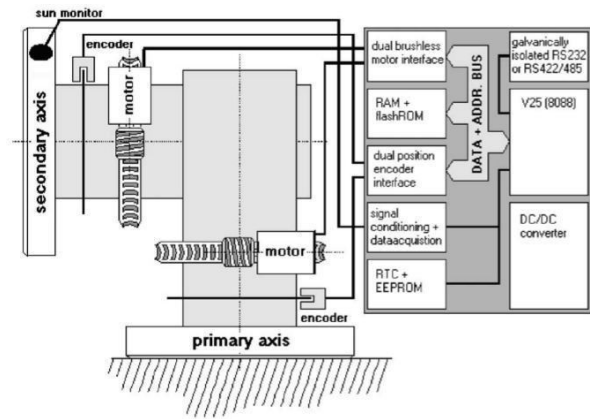 sun monitor
encoder
motor
secondary axis
motor
encoder
primary axis
dual brushless
motor interface
RAM +
flashROM
dual position
encoder
interface
signal
conditioning +
dataacquistion
RTC +
EEPROM
DATA + ADDR. BUS
galvanically
isolated RS232
or RS422/485
V25 (8088)
DC/DC
converter